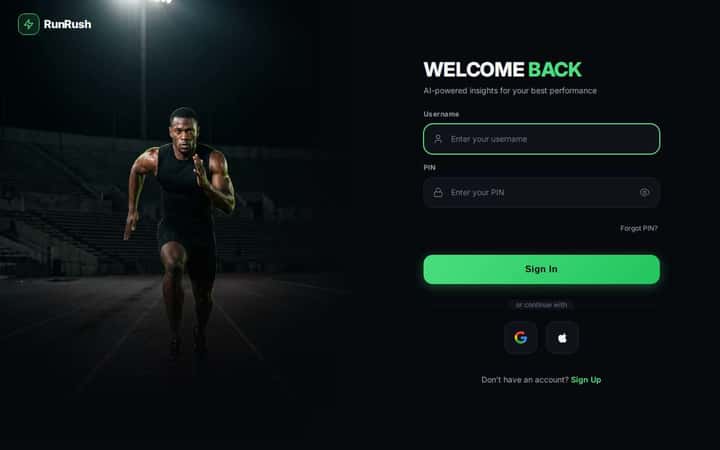 RunRush
WELCOME BACK
AI-powered insights for your best performance
Username
Enter your username
PIN
Enter your PIN
Forgot PIN?
Sign In
or continue with
Don't have an account? Sign Up